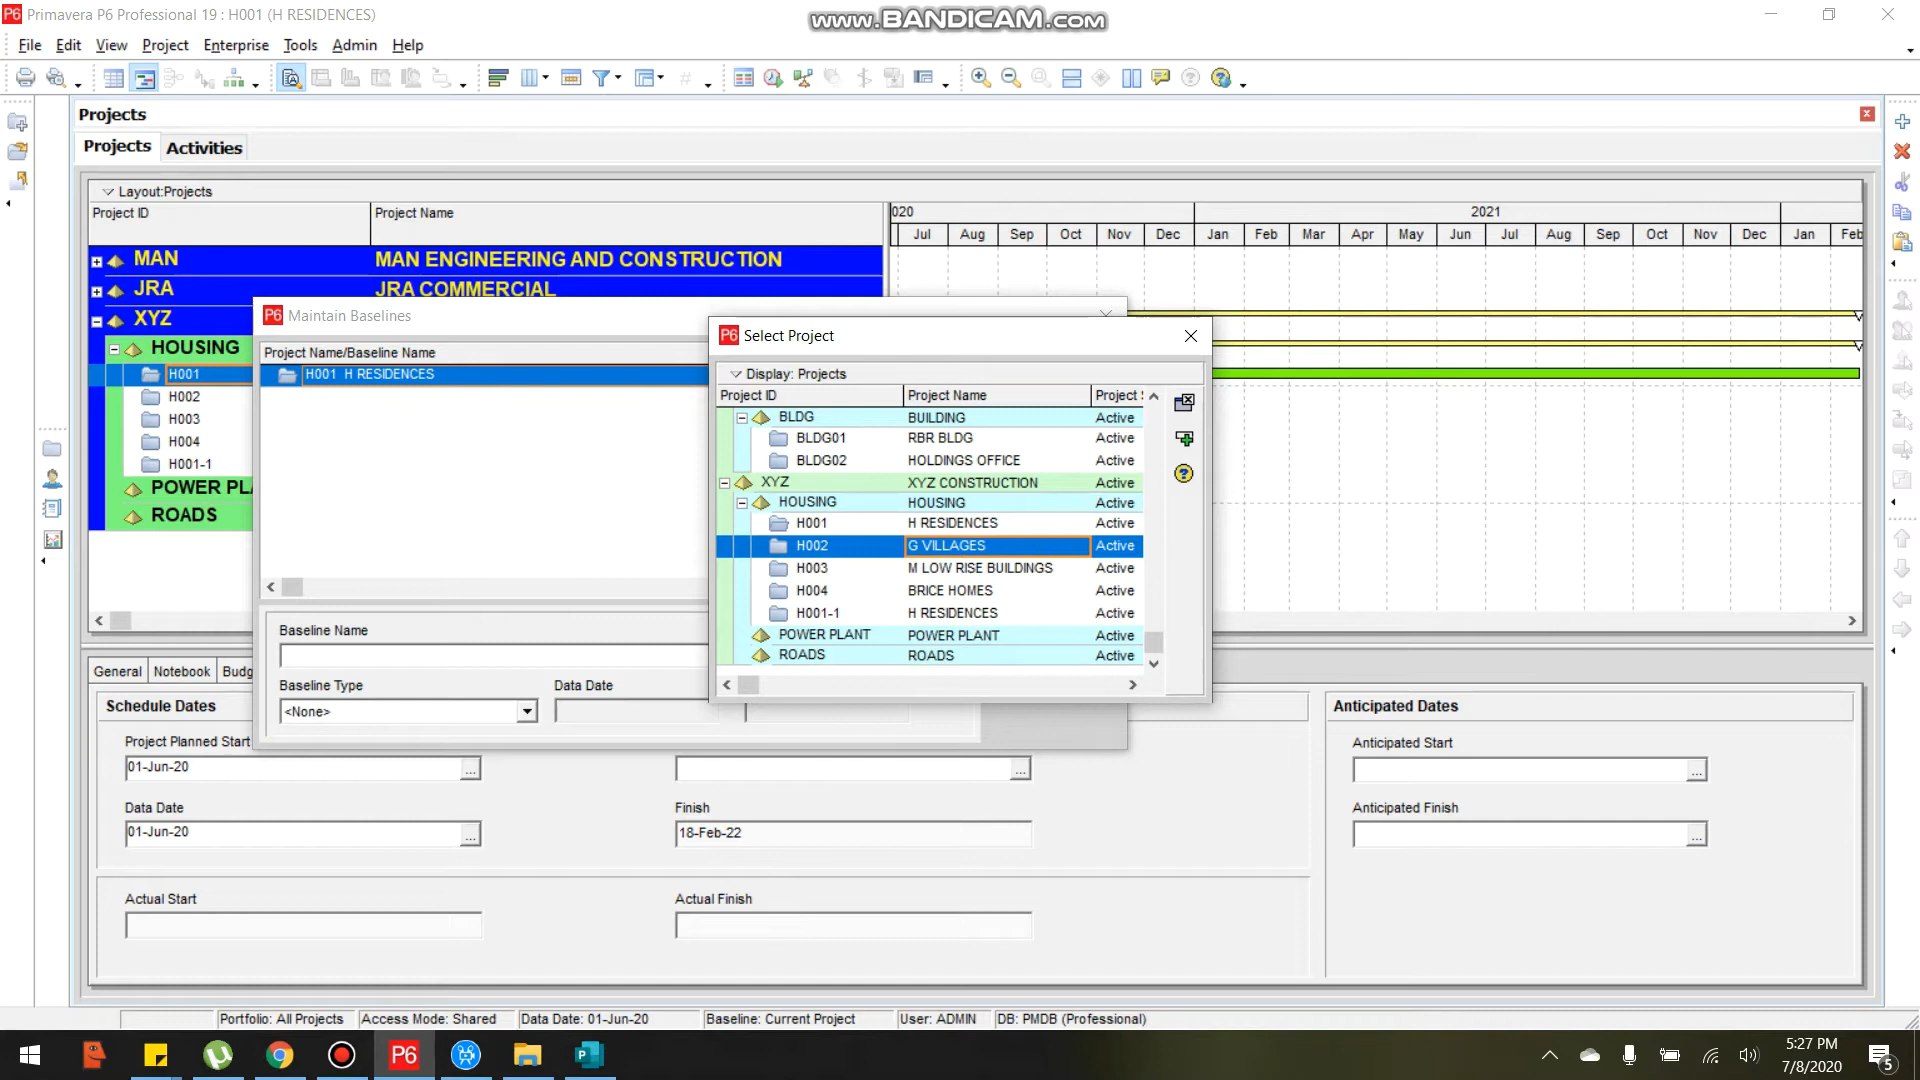 P6 Primavera P6 Professional 19 : H001 (H RESIDENCES)
www.BANDICAM.com
File Edit View Project Enterprise Tools Admin Help
Projects
Projects Activities
Layout:Projects
Project ID Project Name
020 2021
Jul Aug Sep Oct Nov Dec Jan Feb Mar Apr May Jun Jul Aug Sep Oct Nov Dec Jan Feb
MAN MAN ENGINEERING AND CONSTRUCTION
JRA JRA COMMERCIAL
XYZ
HOUSING
H001
H002
H003
H004
H001-1
POWER PLA
ROADS
P6 Maintain Baselines
Project Name/Baseline Name
H001 H RESIDENCES
Baseline Name
Baseline Type Data Date
<None>
P6 Select Project
Display: Projects
Project ID Project Name Project
BLDG BUILDING Active
BLDG01 RBR BLDG Active
BLDG02 HOLDINGS OFFICE Active
XYZ XYZ CONSTRUCTION Active
HOUSING HOUSING Active
H001 H RESIDENCES Active
H002 G VILLAGES Active
H003 M LOW RISE BUILDINGS Active
H004 BRICE HOMES Active
H001-1 H RESIDENCES Active
POWER PLANT POWER PLANT Active
ROADS ROADS Active
General Notebook Budg
Schedule Dates
Project Planned Start
01-Jun-20
Data Date Finish
01-Jun-20 18-Feb-22
Actual Start Actual Finish
Anticipated Dates
Anticipated Start
Anticipated Finish
Portfolio: All Projects Access Mode: Shared Data Date: 01-Jun-20 Baseline: Current Project User: ADMIN DB: PMDB (Professional)
P6
5:27 PM
7/8/2020
5